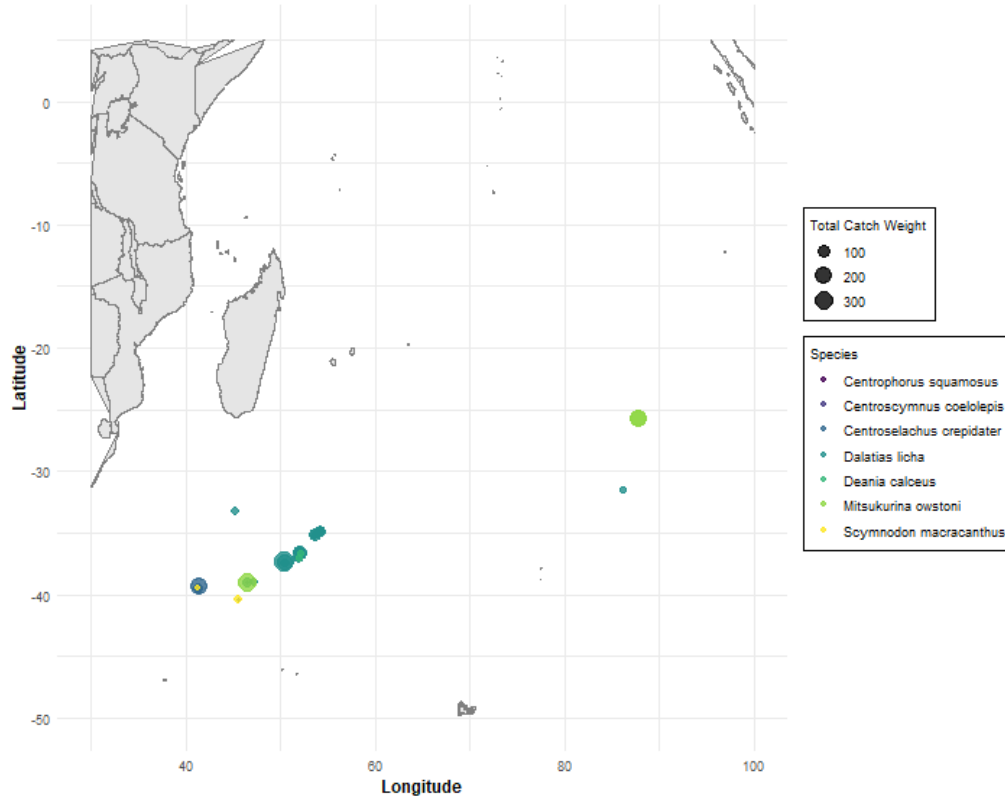 0
-10
-20
-30
-40
-50
Latitude
40
60
80
100
Longitude
Total Catch Weight
100
200
300
Species
Centrophorus squamosus
Centroscymnus coelolepis
Centroselachus crepidater
Dalatias licha
Deania calceus
Mitsukurina owstoni
Scymnodon macracanthus